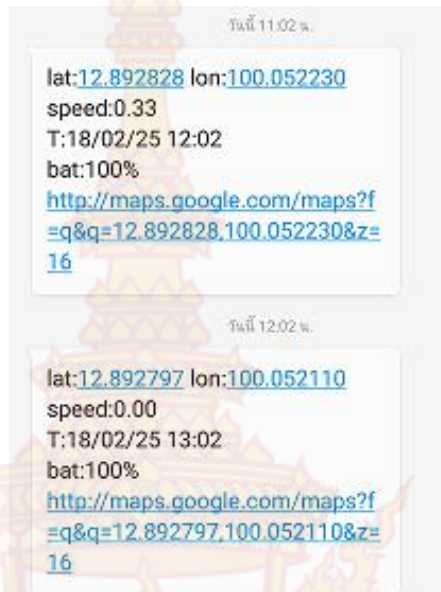 วันนี้ 11:02 น.
lat:12.892828 lon:100.052230
speed:0.33
T:18/02/25 12:02
bat:100%
http://maps.google.com/maps?f
=q&q=12.892828,100.052230&z=
16
วันนี้ 12:02 น.
lat:12.892797 lon:100.052110
speed:0.00
T:18/02/25 13:02
bat:100%
http://maps.google.com/maps?f
=q&q=12.892797,100.052110&z=
16